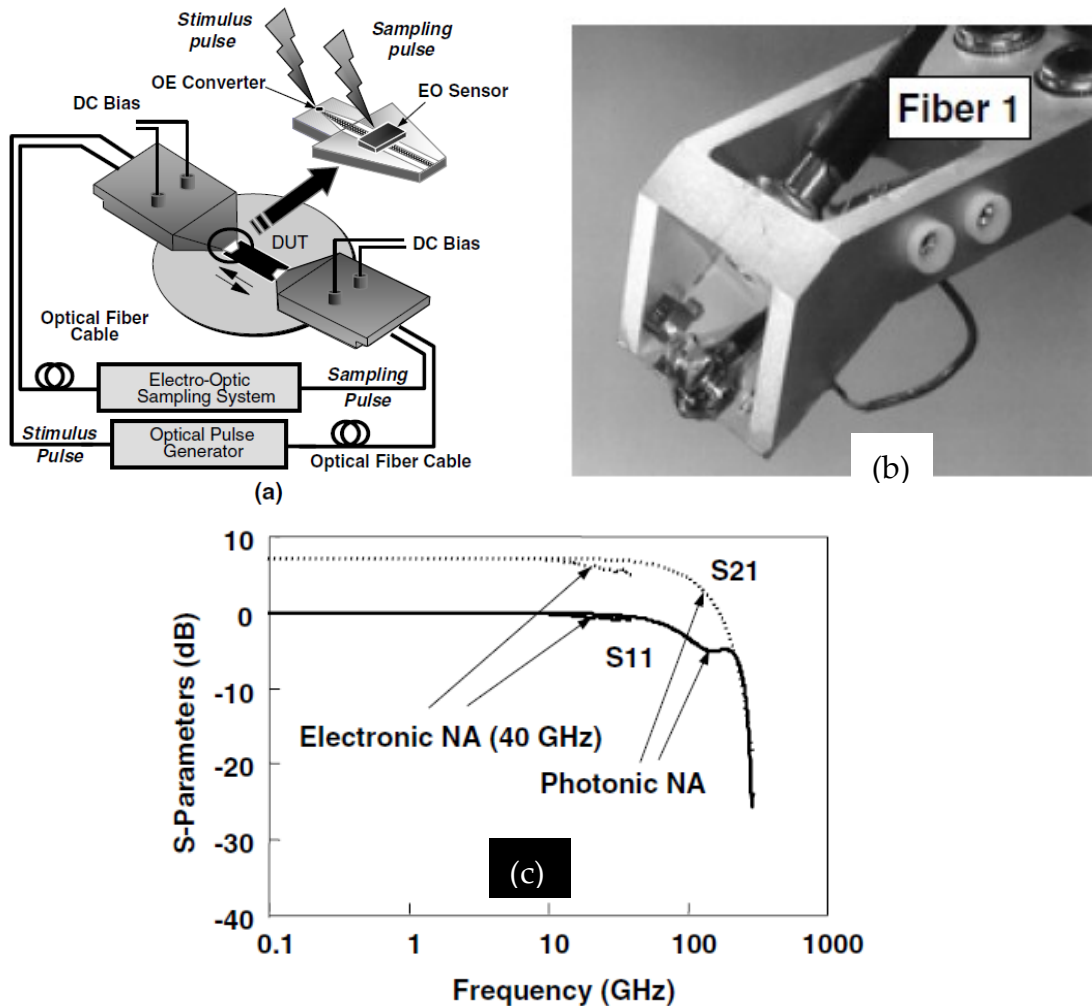 Stimulus
pulse
Sampling
pulse
OE Converter
EO Sensor
DC Bias
DUT
DC Bias
Optical Fiber
Cable
Electro-Optic
Sampling System
Sampling
Pulse
Stimulus
Pulse
Optical Pulse
Generator
Optical Fiber Cable
(a)
Fiber 1
(b)
10
0
-10
-20
-30
-40
S-Parameters (dB)
S21
S11
Electronic NA (40 GHz)
Photonic NA
(c)
0.1
1
10
100
1000
Frequency (GHz)